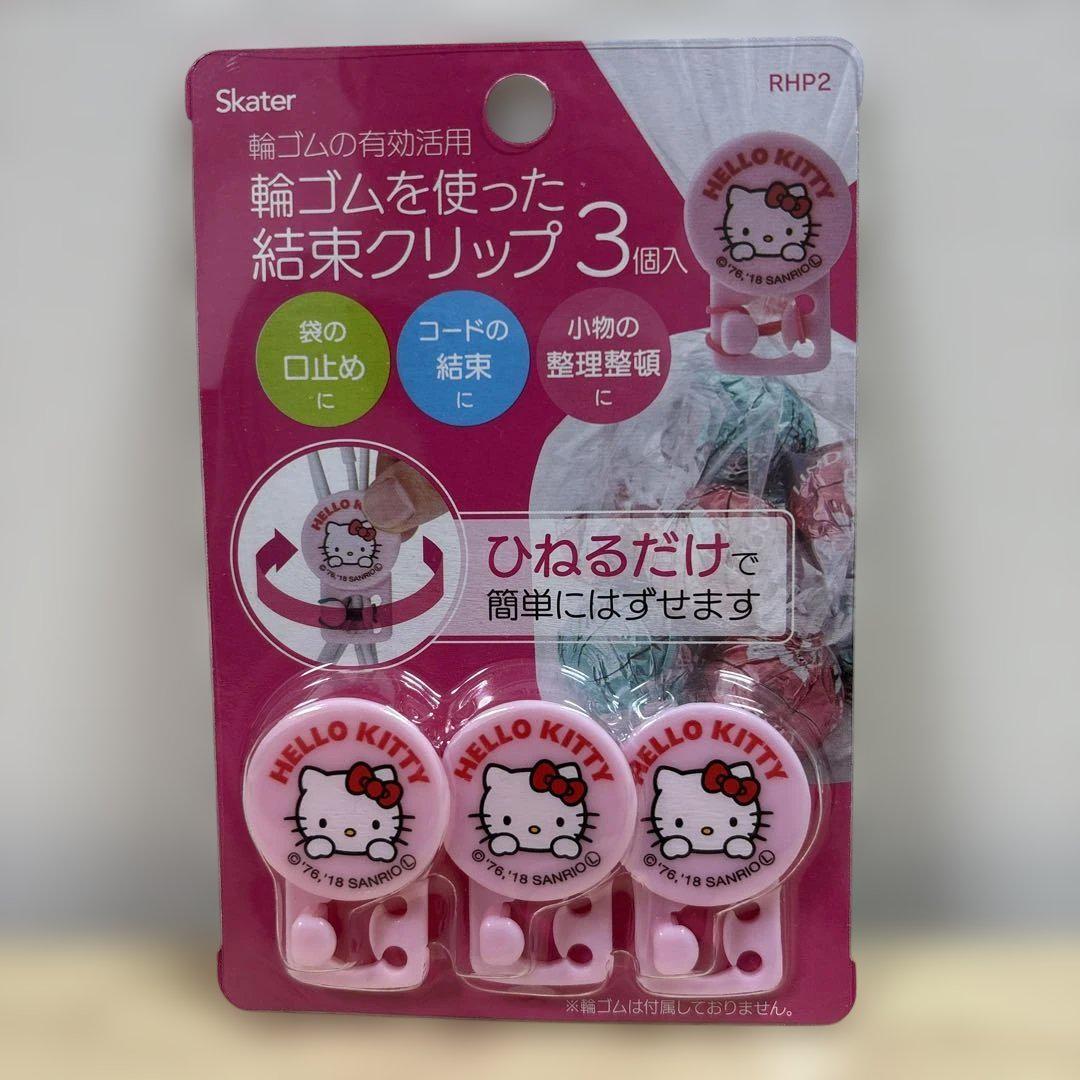 Skater
RHP2
輪ゴムの有効活用
輪ゴムを使った
結束クリップ 3個入
HELLO KITTY
©'76,'18 SANRIO Ⓛ
袋の
口止め
に
コードの
結束
に
小物の
整理整頓
に
HELLO KITTY
©'76,'18 SANRIO Ⓛ
ひねるだけで
簡単にはずせます
HELLO KITTY
©'76,'18 SANRIO Ⓛ
HELLO KITTY
©'76,'18 SANRIO Ⓛ
HELLO KITTY
©'76,'18 SANRIO Ⓛ
※輪ゴムは付属しておりません。